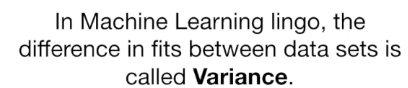 In Machine Learning lingo, the
difference in fits between data sets is
called Variance.